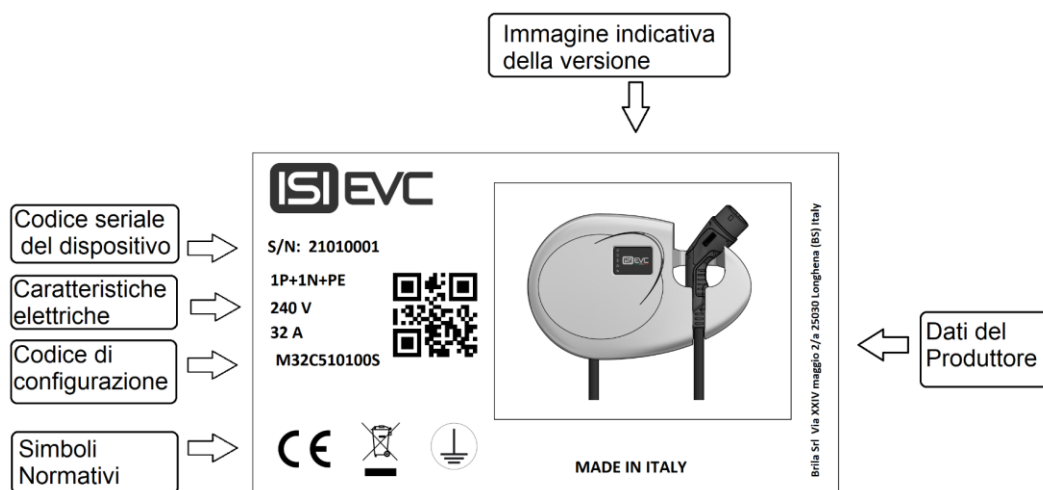 Immagine indicativa
della versione
ISI EVC
Codice seriale
del dispositivo
S/N: 21010001
Caratteristiche
elettriche
1P+1N+PE
240 V
32 A
Codice di
configurazione
M32C510100S
ISI EVC
Simboli
Normativi
CE
MADE IN ITALY
Brila Srl Via XXIV maggio 2/a 25030 Longhena (BS) Italy
Dati del
Produttore